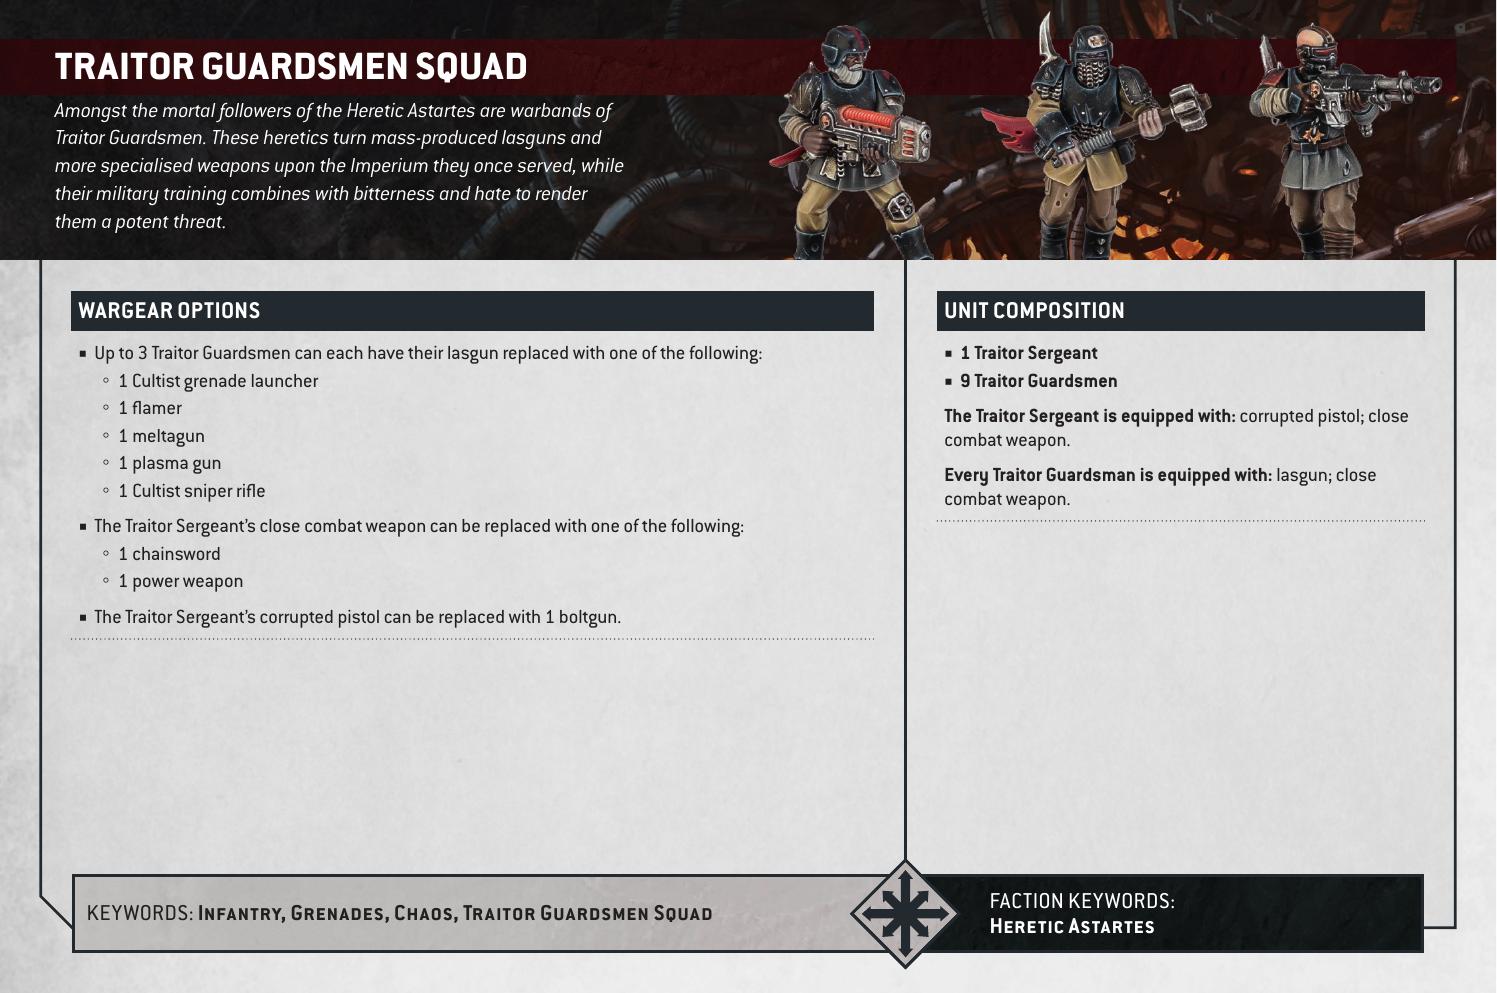 TRAITOR GUARDSMEN SQUAD
Amongst the mortal followers of the Heretic Astartes are warbands of
Traitor Guardsmen. These heretics turn mass-produced lasguns and
more specialised weapons upon the Imperium they once served, while
their military training combines with bitterness and hate to render
them a potent threat.
WARGEAR OPTIONS
▪ Up to 3 Traitor Guardsmen can each have their lasgun replaced with one of the following:
◦ 1 Cultist grenade launcher
◦ 1 flamer
◦ 1 meltagun
◦ 1 plasma gun
◦ 1 Cultist sniper rifle
▪ The Traitor Sergeant’s close combat weapon can be replaced with one of the following:
◦ 1 chainsword
◦ 1 power weapon
▪ The Traitor Sergeant’s corrupted pistol can be replaced with 1 boltgun.
UNIT COMPOSITION
▪ 1 Traitor Sergeant
▪ 9 Traitor Guardsmen
The Traitor Sergeant is equipped with: corrupted pistol; close
combat weapon.
Every Traitor Guardsman is equipped with: lasgun; close
combat weapon.
KEYWORDS: Infantry, Grenades, Chaos, Traitor Guardsmen Squad
FACTION KEYWORDS:
Heretic Astartes